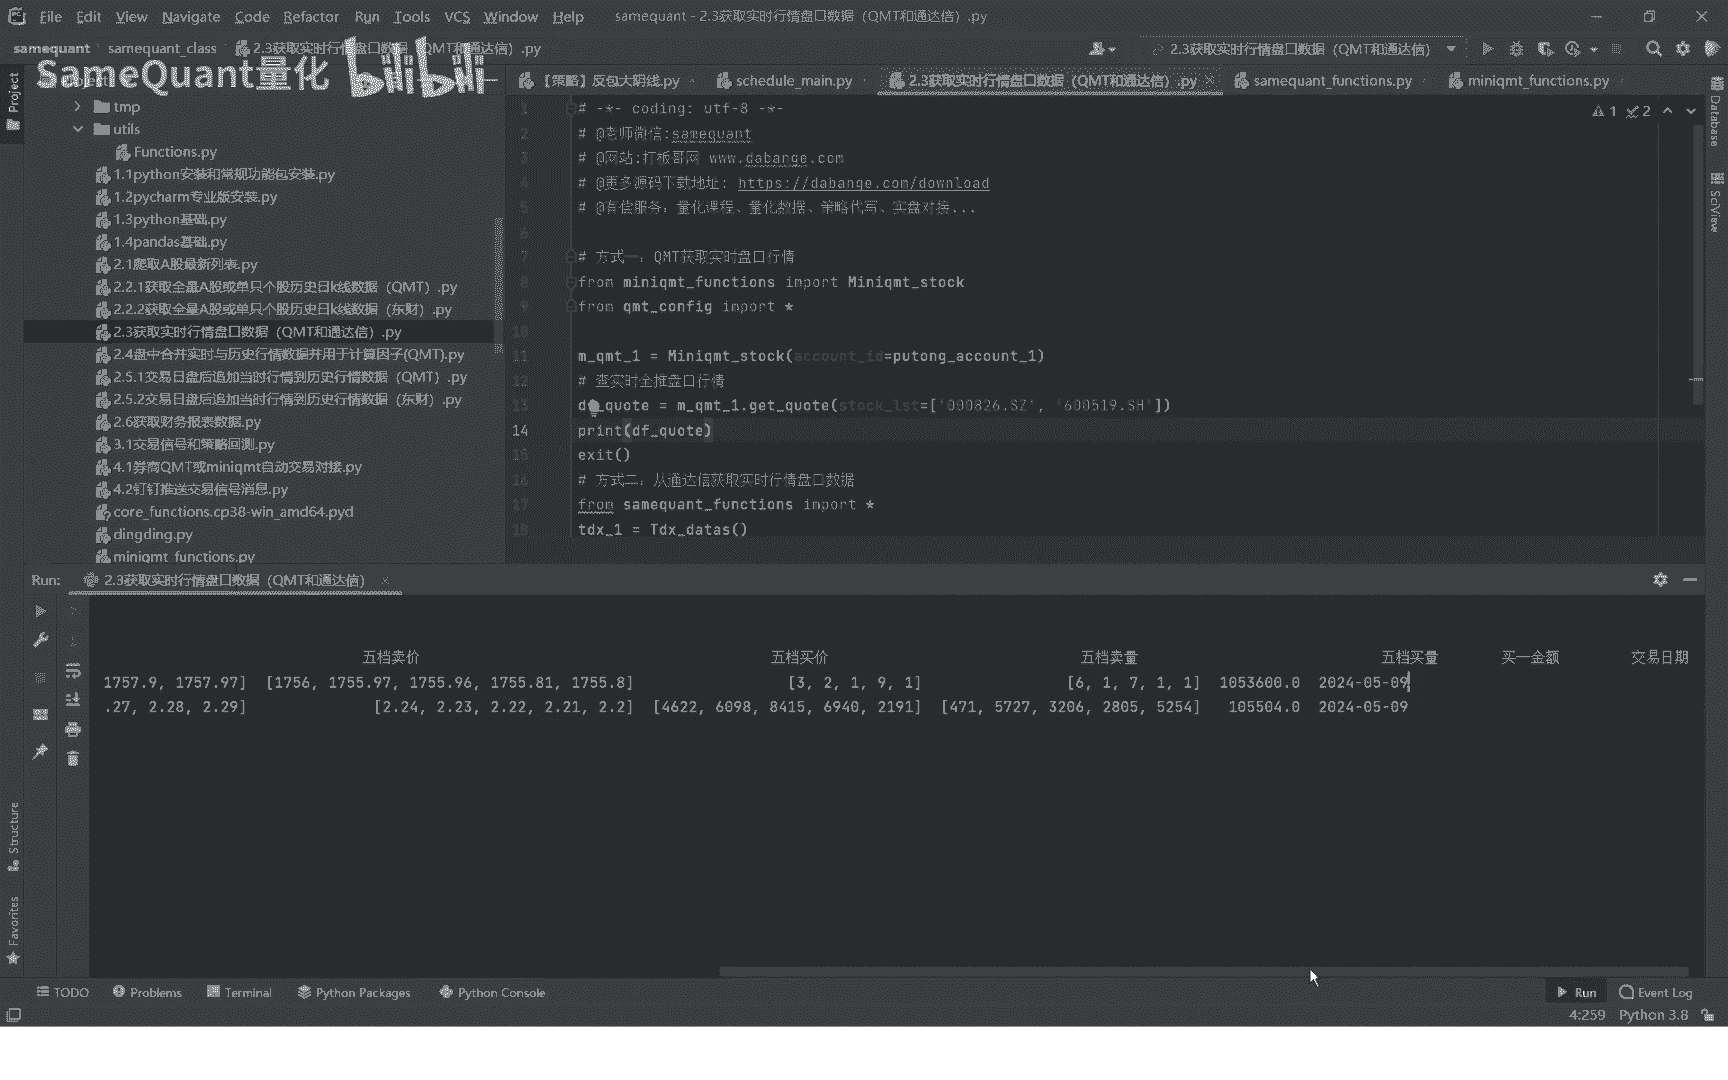 File Edit View Navigate Code Refactor Run Tools VCS Window Help samequant - 2.3获取实时行情盘口数据（QMT和通达信）.py
samequant samequant_class 2.3获取实时行情盘口数据（QMT和通达信）.py 2.3获取实时行情盘口数据（QMT和通达信）
SameQuant量化 bilibili
Project
【策略】反包大阴线.py schedule_main.py 2.3获取实时行情盘口数据（QMT和通达信）.py samequant_functions.py miniqmt_functions.py
tmp
utils
Functions.py
1.1python安装和常规功能包安装.py
1.2pycharm专业版安装.py
1.3python基础.py
1.4pandas基础.py
2.1爬取A股最新列表.py
2.2.1获取全量A股或单只个股历史日k线数据（QMT）.py
2.2.2获取全量A股或单只个股历史日k线数据（东财）.py
2.3获取实时行情盘口数据（QMT和通达信）.py
2.4盘中合并实时与历史行情数据并用于计算因子(QMT).py
2.5.1交易日盘后追加当时行情到历史行情数据（QMT）.py
2.5.2交易日盘后追加当时行情到历史行情数据（东财）.py
2.6获取财务报表数据.py
3.1交易信号和策略回测.py
4.1券商QMT或miniqmt自动交易对接.py
4.2钉钉推送交易信号消息.py
core_functions.cp38-win_amd64.pyd
dingding.py
miniqmt_functions.py
1 # -*- coding: utf-8 -*-
2 # @老师微信:samequant
3 # @网站:打板哥网 www.dabange.com
4 # @更多源码下载地址: https://dabange.com/download
5 # @有偿服务：量化课程、量化数据、策略代写、实盘对接...
6
7 # 方式一：QMT获取实时盘口行情
8 from miniqmt_functions import Miniqmt_stock
9 from qmt_config import *
10
11 m_qmt_1 = Miniqmt_stock(account_id=putong_account_1)
12 # 查实时全推盘口行情
13 d _quote = m_qmt_1.get_quote(stock_lst=['000826.SZ', '600519.SH'])
14 print(df_quote)
15 exit()
16 # 方式二：从通达信获取实时行情盘口数据
17 from samequant_functions import *
18 tdx_1 = Tdx_datas()
1 2
Database
SciView
Run: 2.3获取实时行情盘口数据（QMT和通达信）
五档卖价 五档买价 五档卖量 五档买量 买一金额 交易日期
1757.9, 1757.97] [1756, 1755.97, 1755.96, 1755.81, 1755.8] [3, 2, 1, 9, 1] [6, 1, 7, 1, 1] 1053600.0 2024-05-09
.27, 2.28, 2.29] [2.24, 2.23, 2.22, 2.21, 2.2] [4622, 6098, 8415, 6940, 2191] [471, 5727, 3206, 2805, 5254] 105504.0 2024-05-09
Structure
Favorites
TODO Problems Terminal Python Packages Python Console Run Event Log
4:259 Python 3.8